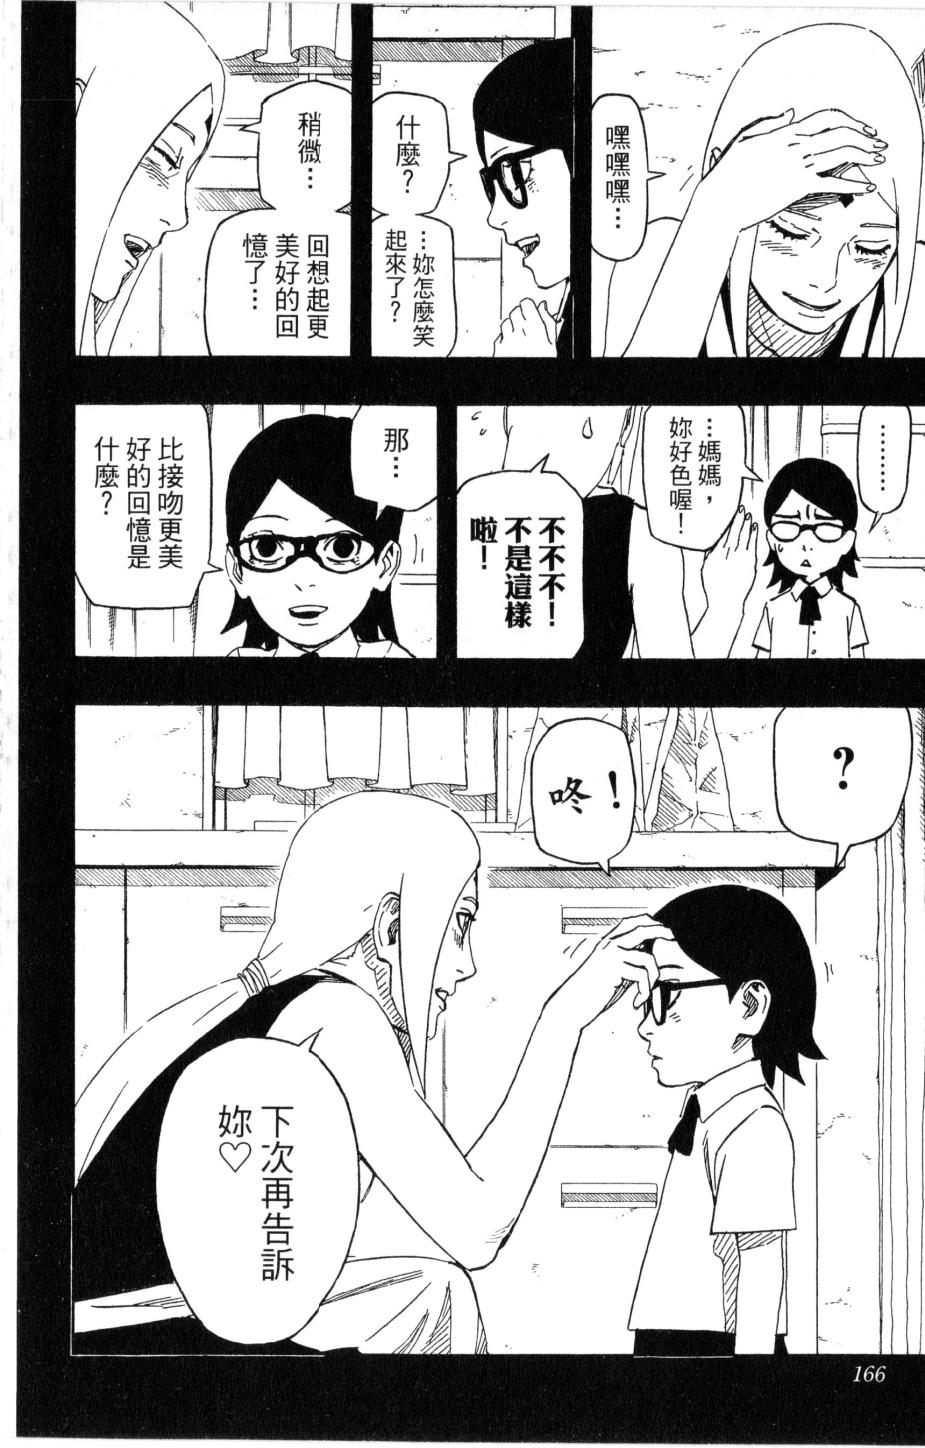 嘿嘿嘿…
什麼？
…妳怎麼笑
起來了？
稍微…
回想起更
美好的回
憶了…
………
…媽媽，
妳好色喔！
不不不！
不是這樣
啦！
那…
比接吻更美
好的回憶是
什麼？
？
咚！
下次再告訴
妳♡
166